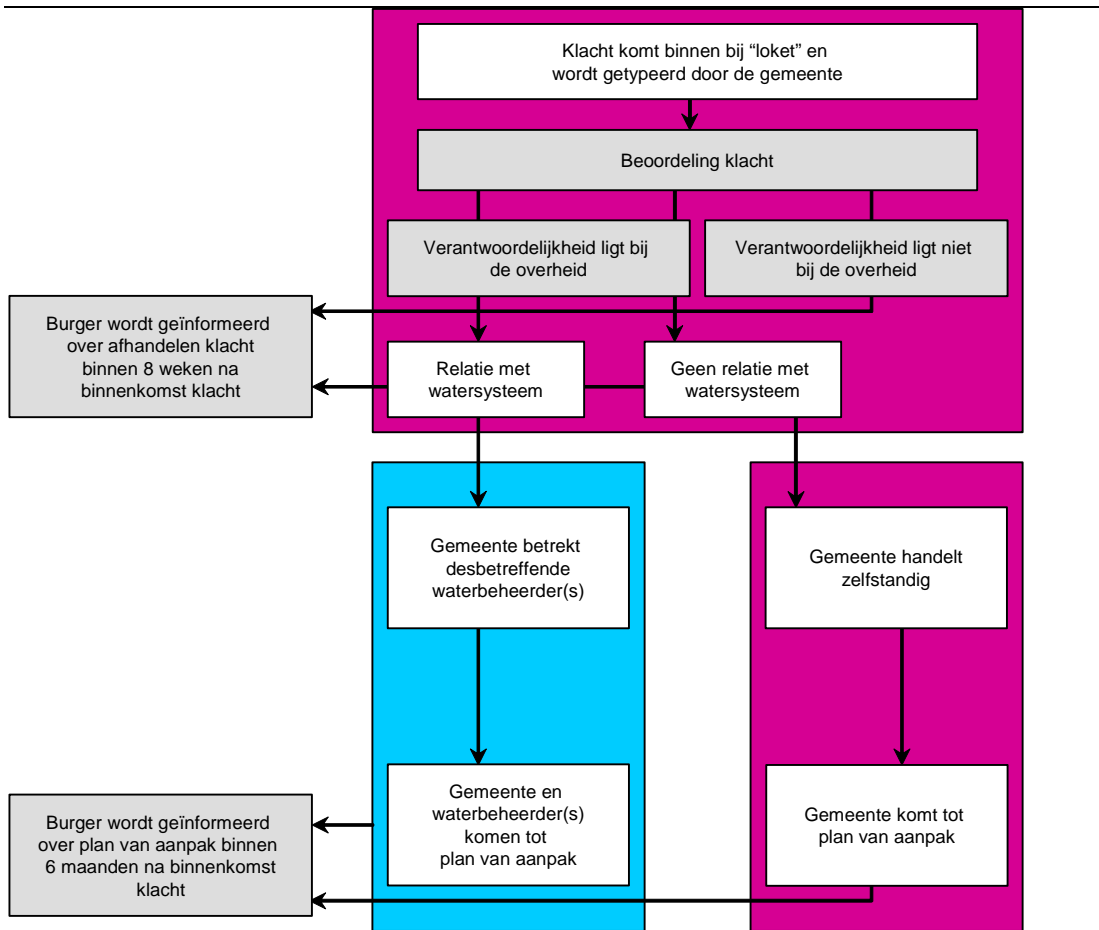 Klacht komt binnen bij “loket” en
wordt getypeerd door de gemeente
Beoordeling klacht
Verantwoordelijkheid ligt bij
de overheid
Verantwoordelijkheid ligt niet
bij de overheid
Burger wordt geïnformeerd
over afhandelen klacht
binnen 8 weken na
binnenkomst klacht
Relatie met
watersysteem
Geen relatie met
watersysteem
Gemeente betrekt
desbetreffende
waterbeheerder(s)
Gemeente handelt
zelfstandig
Gemeente en
waterbeheerder(s)
komen tot
plan van aanpak
Gemeente komt tot
plan van aanpak
Burger wordt geïnformeerd
over plan van aanpak binnen
6 maanden na binnenkomst
klacht